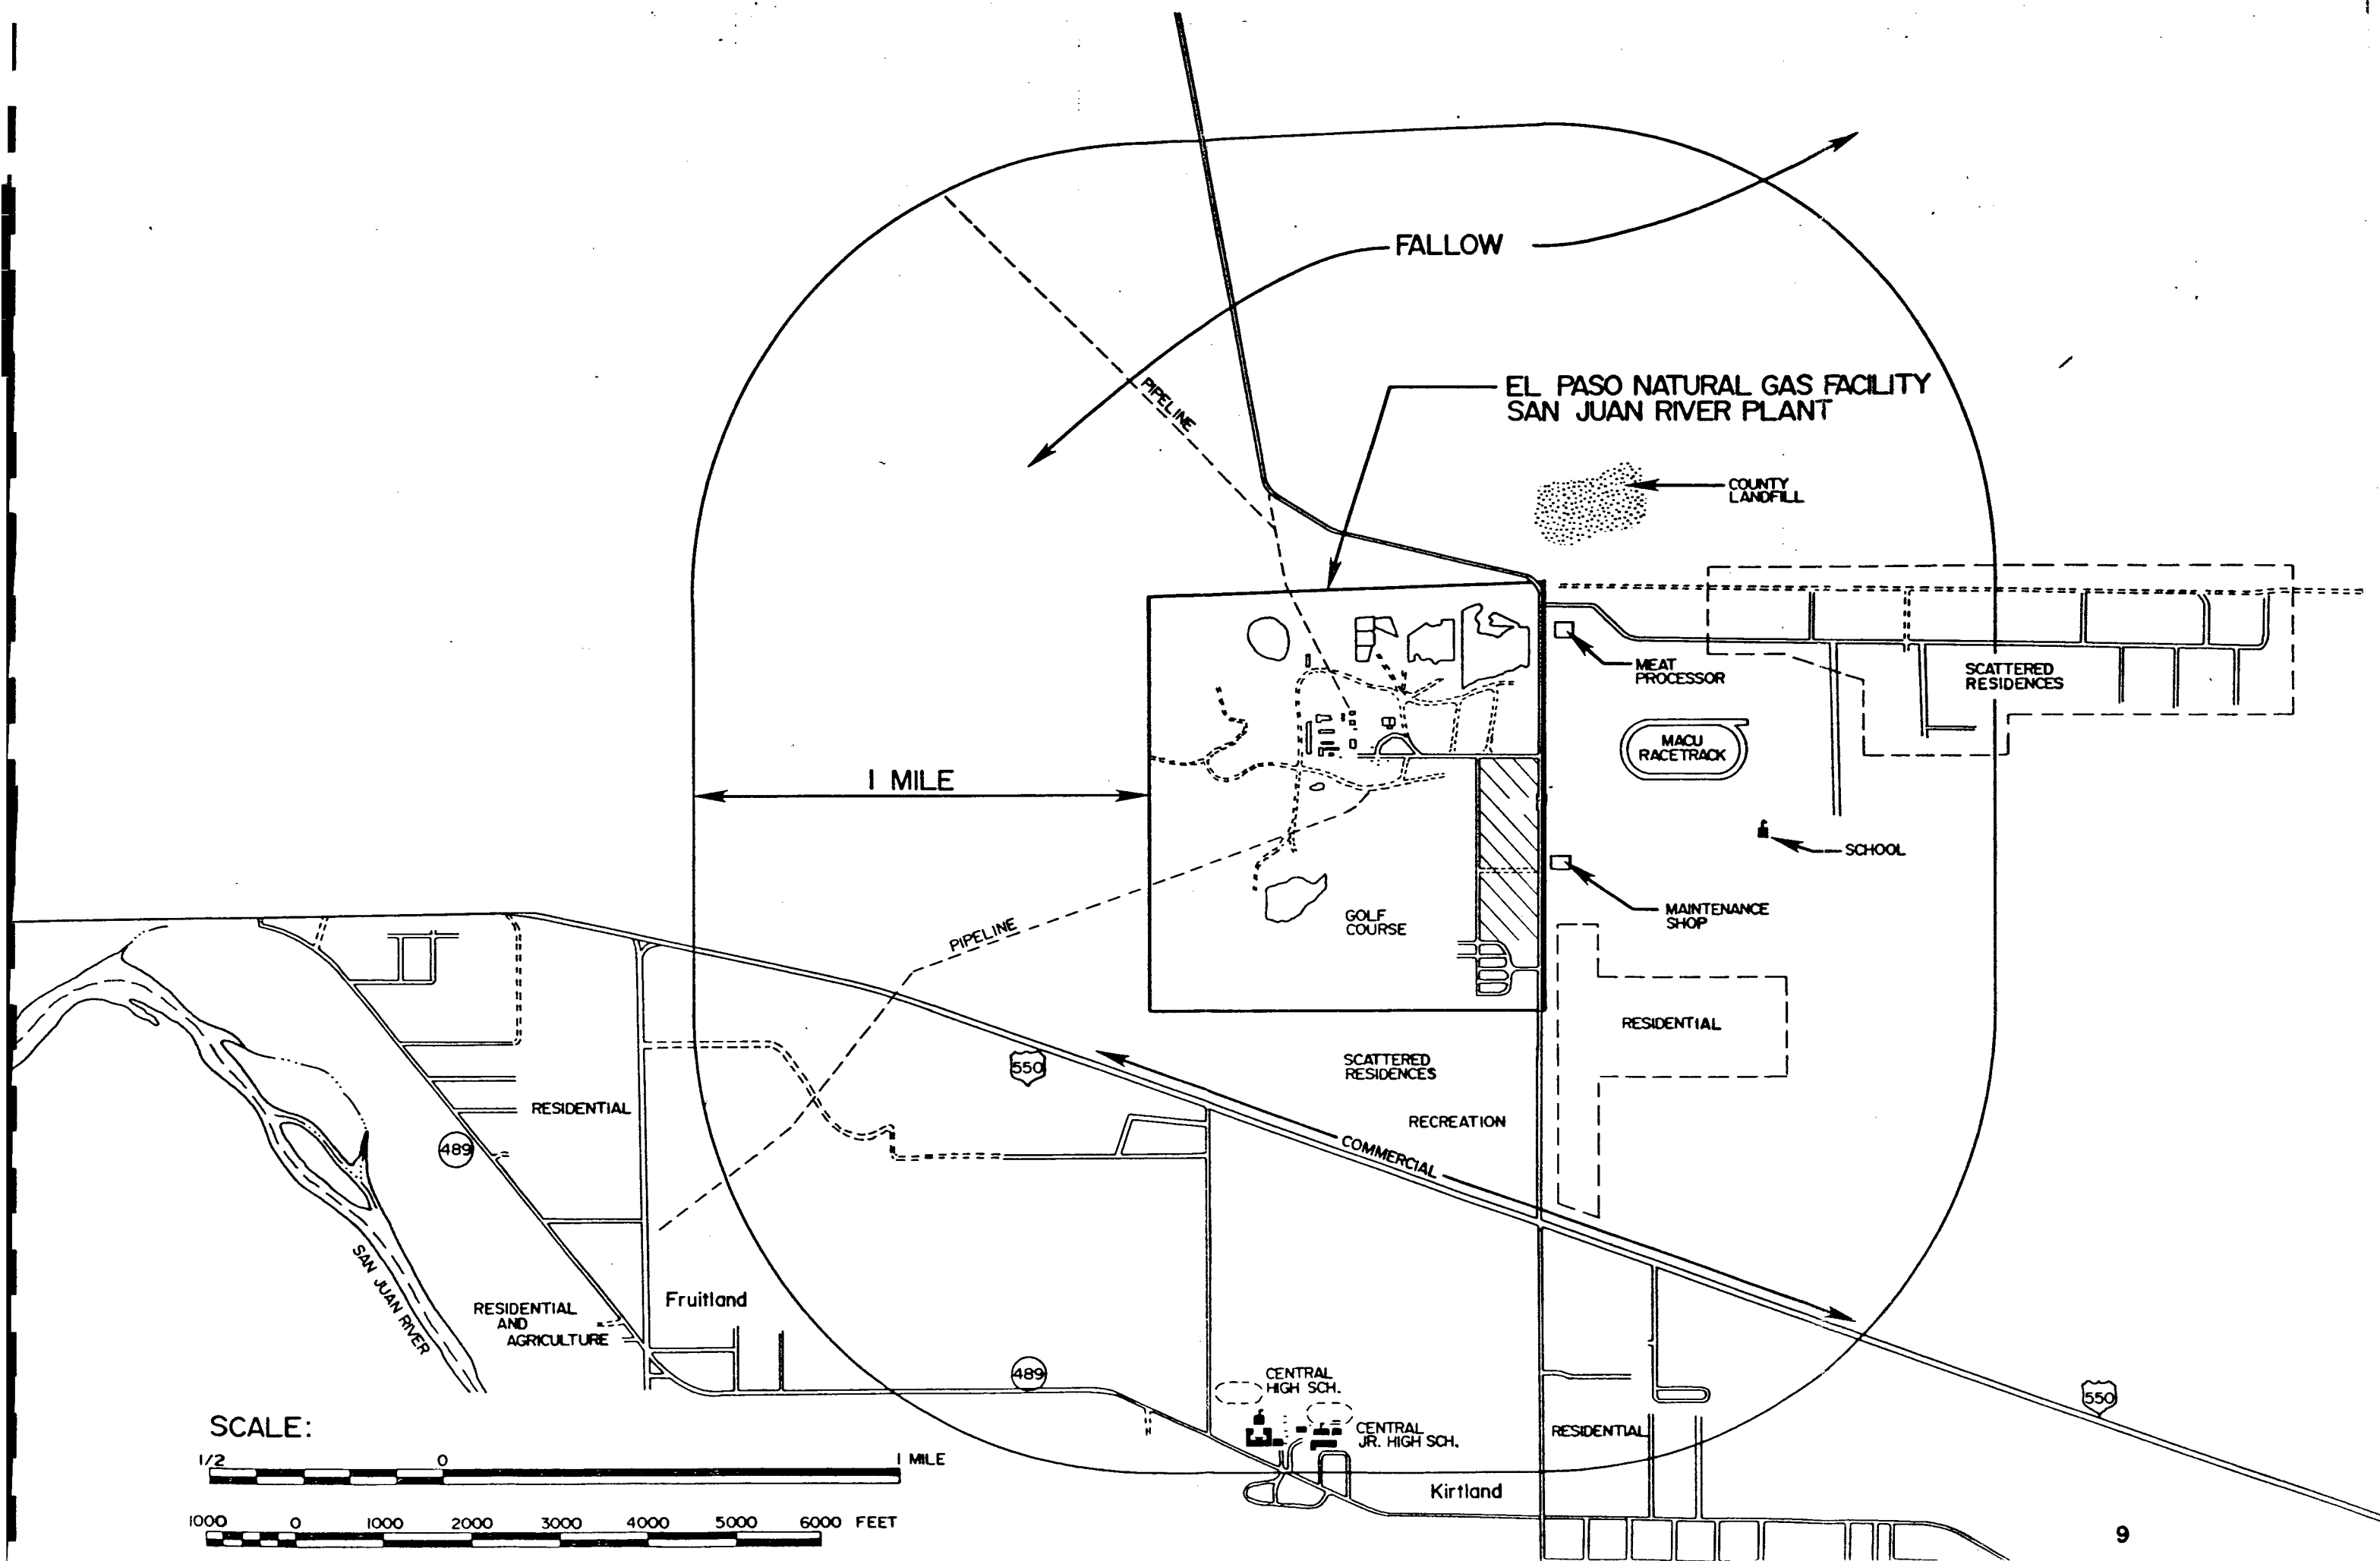 FALLOW
EL PASO NATURAL GAS FACILITY
SAN JUAN RIVER PLANT
PIPELINE
COUNTY
LANDFILL
MEAT
PROCESSOR
SCATTERED
RESIDENCES
MACU
RACETRACK
1 MILE
SCHOOL
MAINTENANCE
SHOP
GOLF
COURSE
PIPELINE
RESIDENTIAL
SCATTERED
RESIDENCES
550
RESIDENTIAL
RECREATION
COMMERCIAL
489
SAN JUAN RIVER
RESIDENTIAL
AND
AGRICULTURE
Fruitland
489
CENTRAL
HIGH SCH.
CENTRAL
JR. HIGH SCH.
RESIDENTIAL
550
Kirtland
SCALE:
1/2 0 1 MILE
1000 0 1000 2000 3000 4000 5000 6000 FEET
9